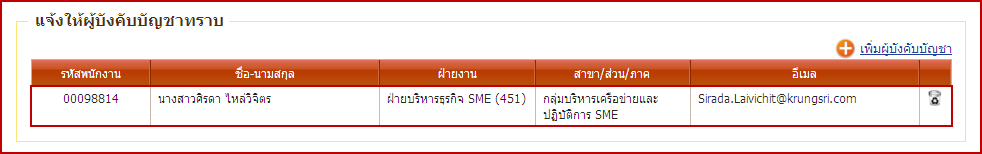 แจ้งให้ผู้บังคับบัญชาทราบ
เพิ่มผู้บังคับบัญชา
รหัสพนักงาน ชื่อ-นามสกุล ฝ่ายงาน สาขา/ส่วน/ภาค อีเมล
00098814 นางสาวศิรดา ไหล่วิจิตร ฝ่ายบริหารธุรกิจ SME (451) กลุ่มบริหารเครือข่ายและ Sirada.Laivichit@krungsri.com
ปฏิบัติการ SME